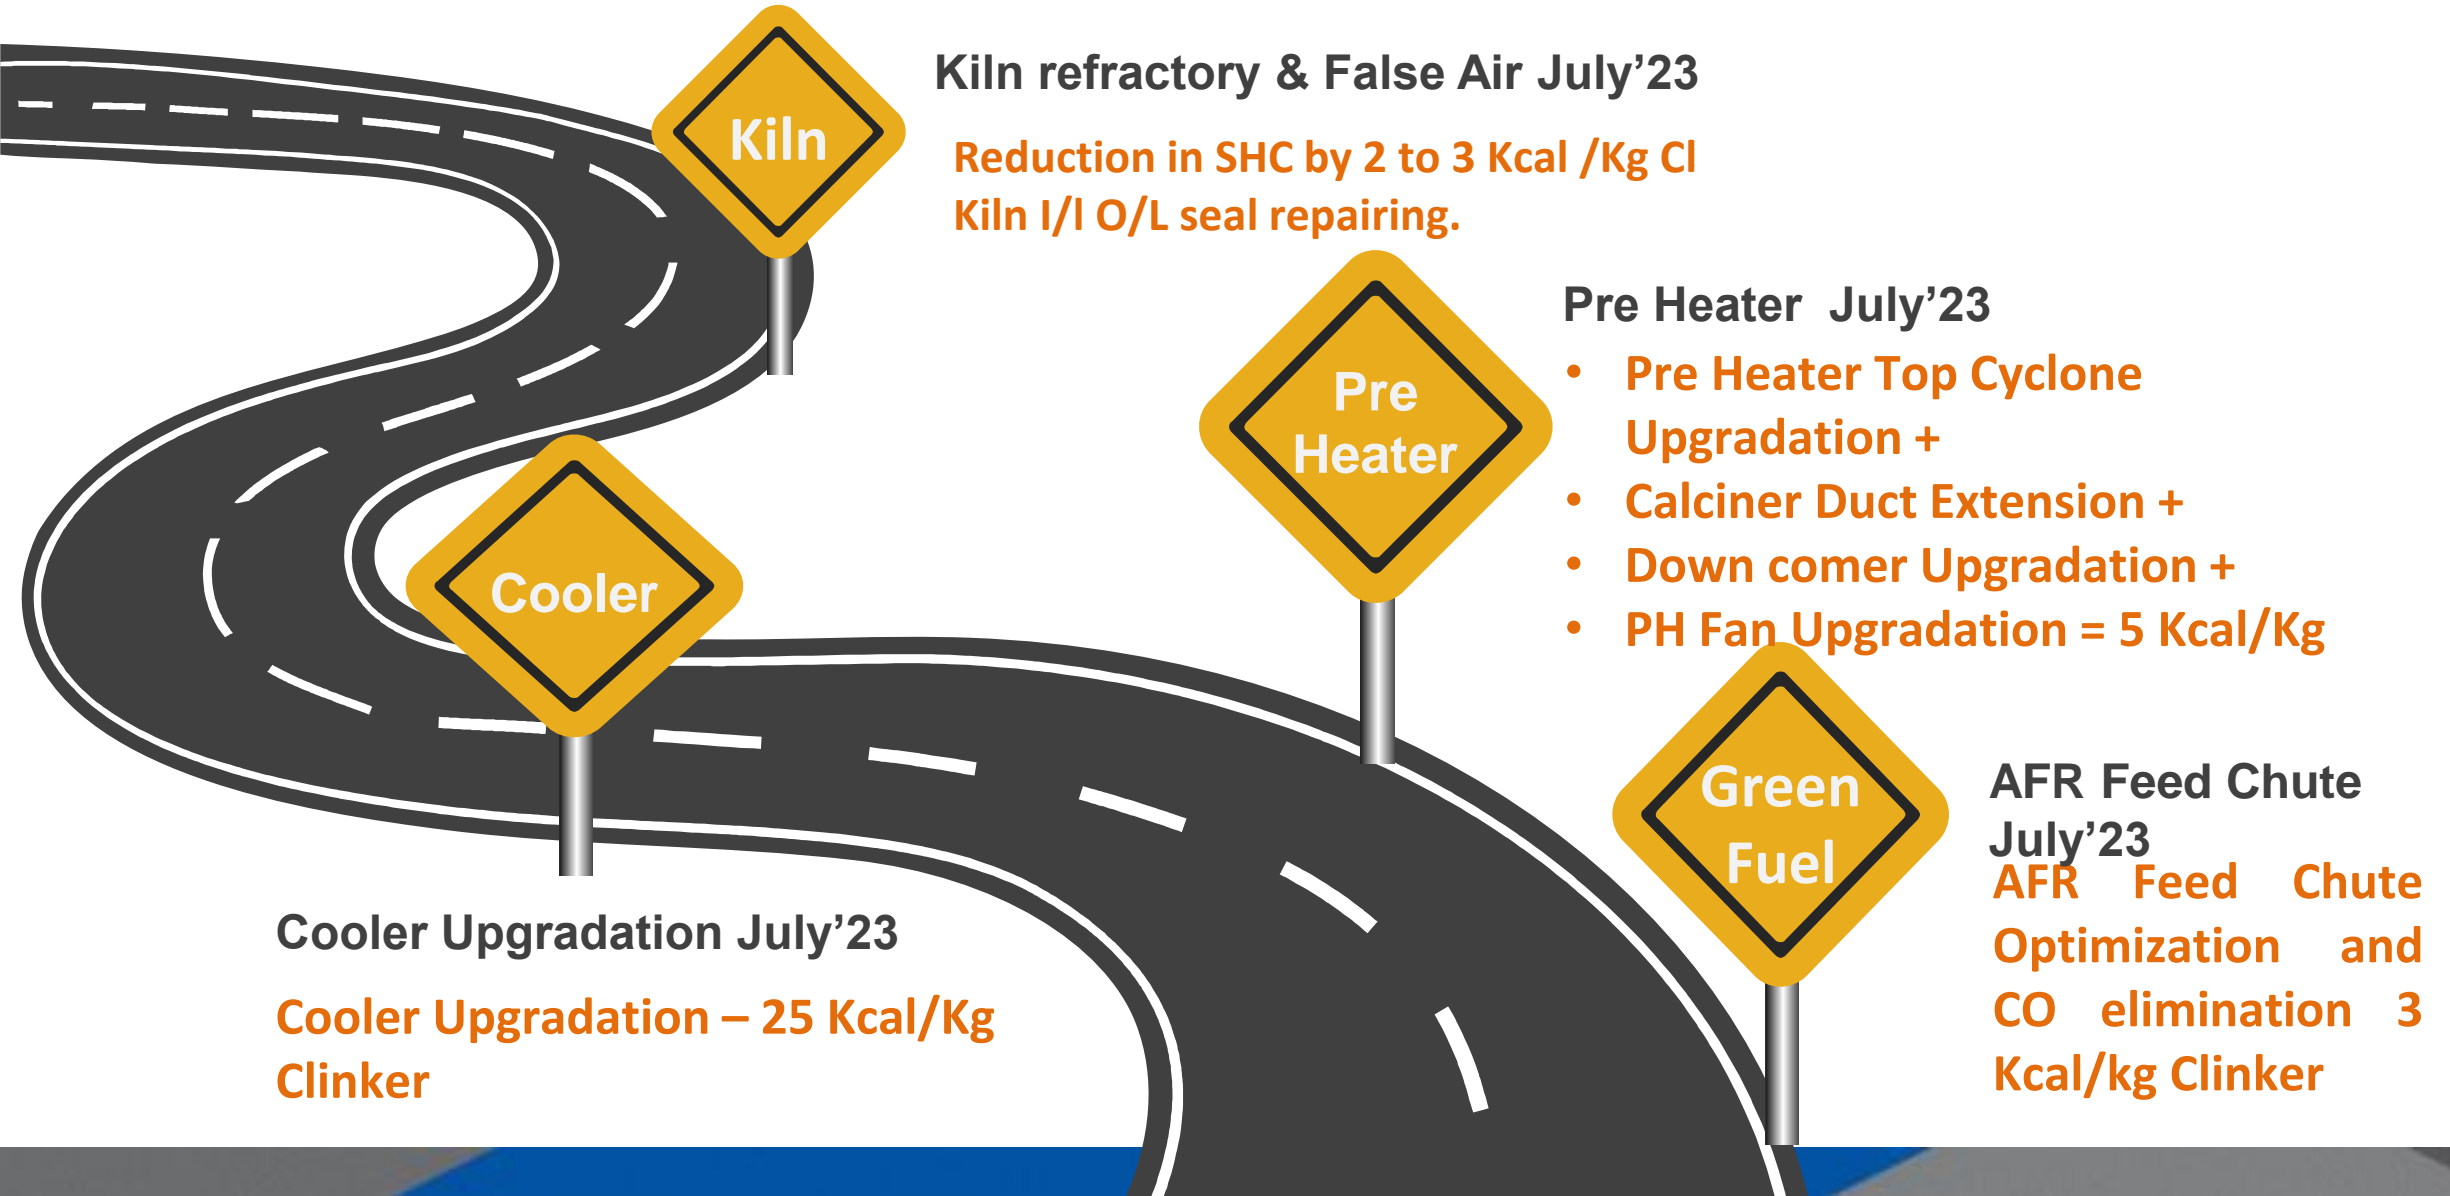 Kiln
Kiln refractory & False Air July’23
Reduction in SHC by 2 to 3 Kcal /Kg Cl
Kiln I/l O/L seal repairing.
Pre
Heater
Pre Heater  July’23
• Pre Heater Top Cyclone
Upgradation +
• Calciner Duct Extension +
• Down comer Upgradation +
• PH Fan Upgradation = 5 Kcal/Kg
Cooler
Cooler Upgradation July’23
Cooler Upgradation – 25 Kcal/Kg
Clinker
Green
Fuel
AFR Feed Chute
July’23
AFR Feed Chute
Optimization and
CO elimination 3
Kcal/kg Clinker